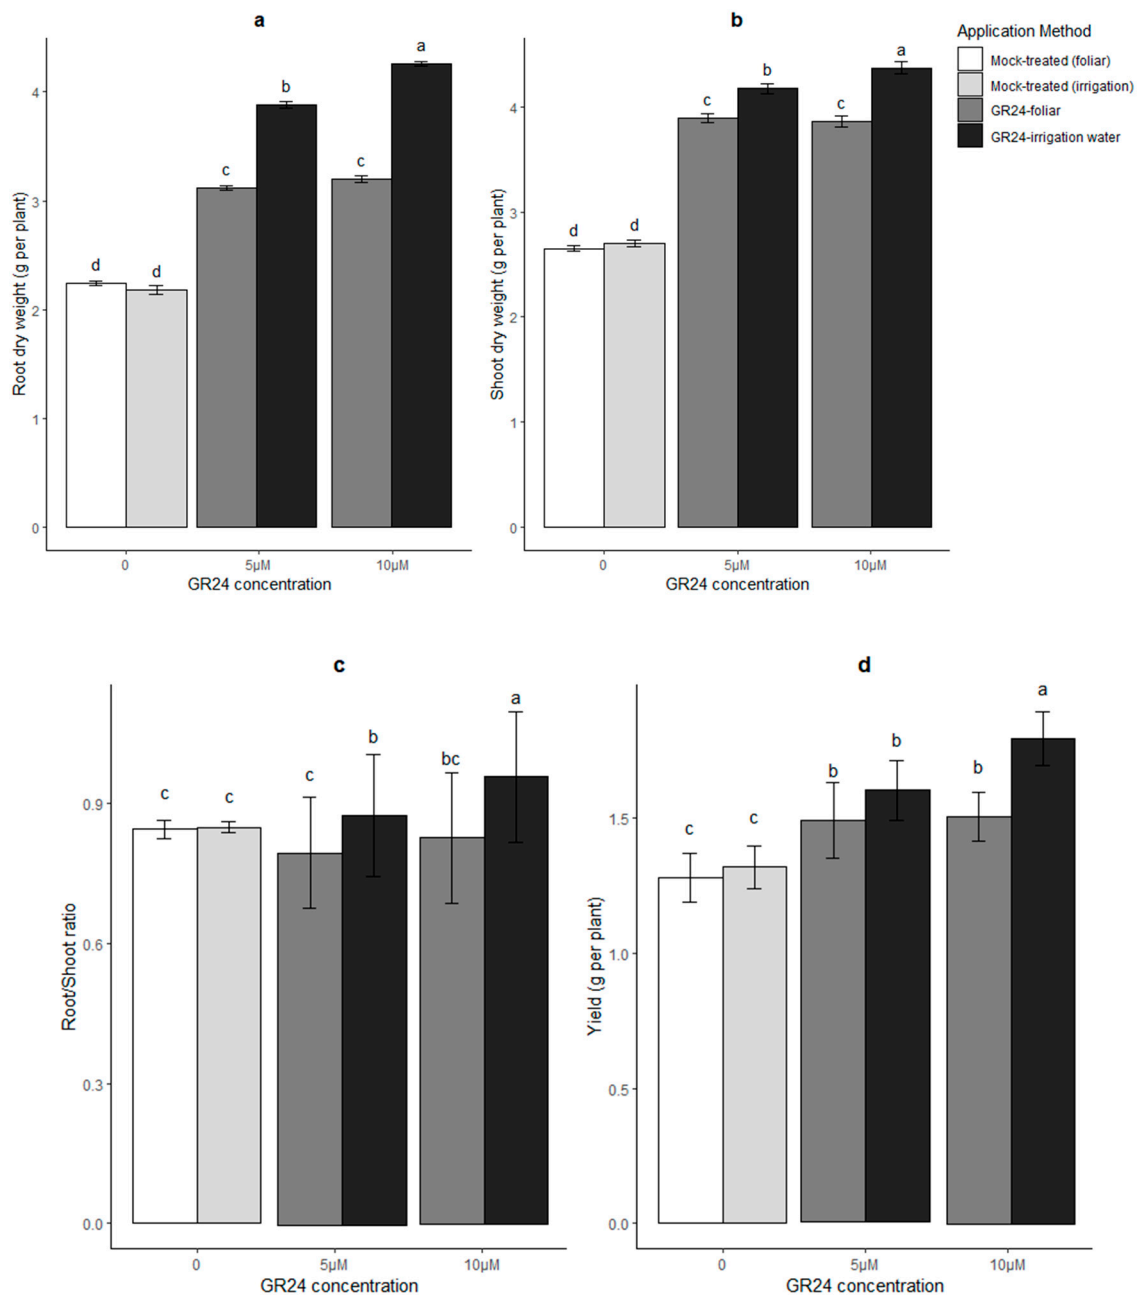 a
Root dry weight (g per plant)
4
3
2
1
0
d
d
c
b
c
a
0
5µM
10µM
GR24 concentration
b
Shoot dry weight (g per plant)
4
3
2
1
0
d
d
c
b
c
a
0
5µM
10µM
GR24 concentration
Application Method
Mock-treated (foliar)
Mock-treated (irrigation)
GR24-foliar
GR24-irrigation water
c
Root/Shoot ratio
0.9
0.6
0.3
0.0
c
c
c
b
bc
a
0
5µM
10µM
GR24 concentration
d
Yield (g per plant)
1.5
1.0
0.5
0.0
c
c
b
b
b
a
0
5µM
10µM
GR24 concentration